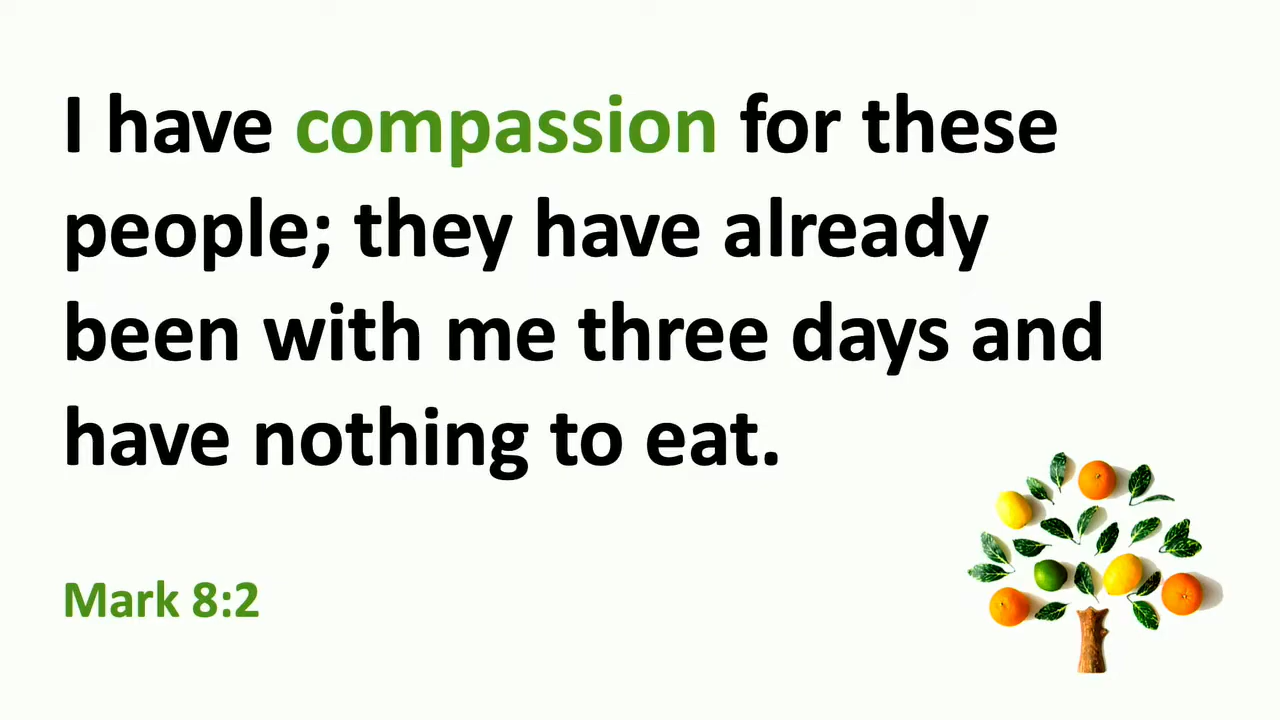 I have compassion for these
people; they have already
been with me three days and
have nothing to eat.
Mark 8:2